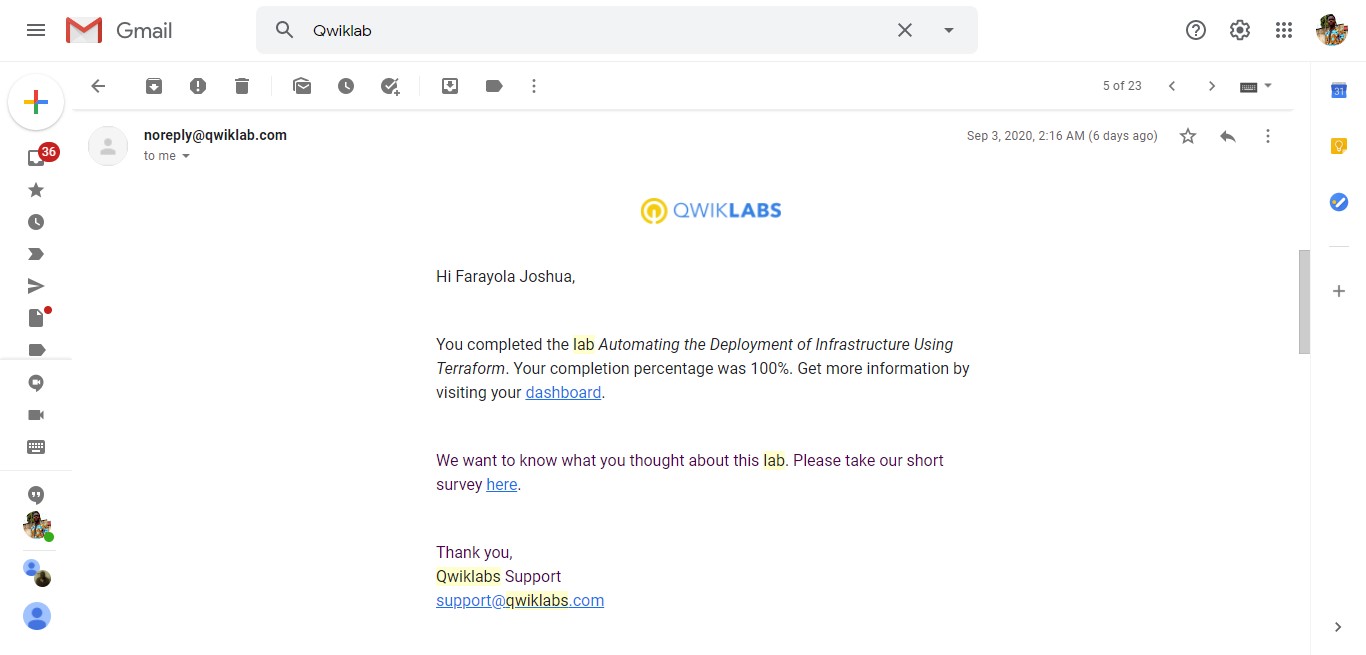 Gmail
Qwiklab
5 of 23
31
36
noreply@qwiklab.com
Sep 3, 2020, 2:16 AM (6 days ago)
to me
QWIKLABS
Hi Farayola Joshua,
You completed the lab Automating the Deployment of Infrastructure Using
Terraform. Your completion percentage was 100%. Get more information by
visiting your dashboard.
We want to know what you thought about this lab. Please take our short
survey here.
Thank you,
Qwiklabs Support
support@qwiklabs.com